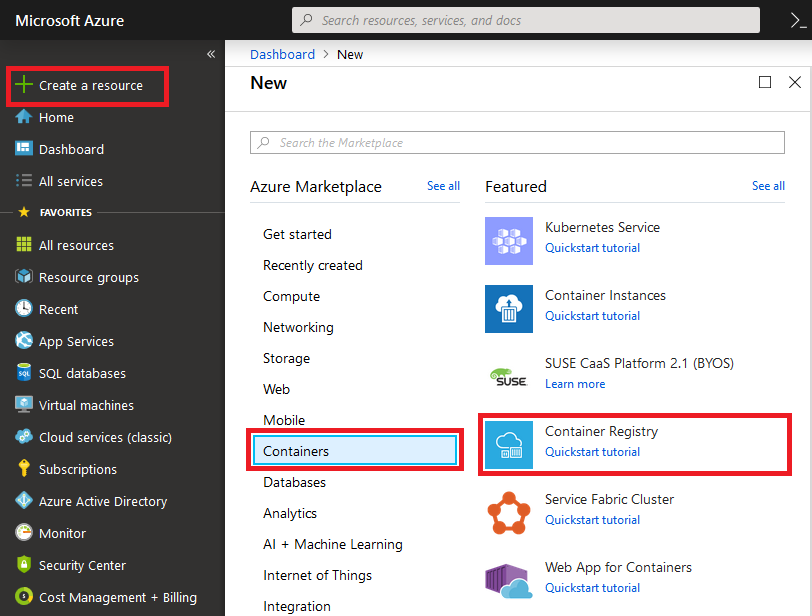 Microsoft Azure
Search resources, services, and docs
«
Create a resource
Home
Dashboard
All services
FAVORITES
All resources
Resource groups
Recent
App Services
SQL
SQL databases
Virtual machines
Cloud services (classic)
Subscriptions
Azure Active Directory
Monitor
Security Center
Cost Management + Billing
Dashboard > New
New
Search the Marketplace
Azure Marketplace See all
Get started
Recently created
Compute
Networking
Storage
Web
Mobile
Containers
Databases
Analytics
AI + Machine Learning
Internet of Things
Integration
Featured See all
Kubernetes Service
Quickstart tutorial
Container Instances
Quickstart tutorial
SUSE
SUSE CaaS Platform 2.1 (BYOS)
Learn more
Container Registry
Quickstart tutorial
Service Fabric Cluster
Quickstart tutorial
Web App for Containers
Quickstart tutorial